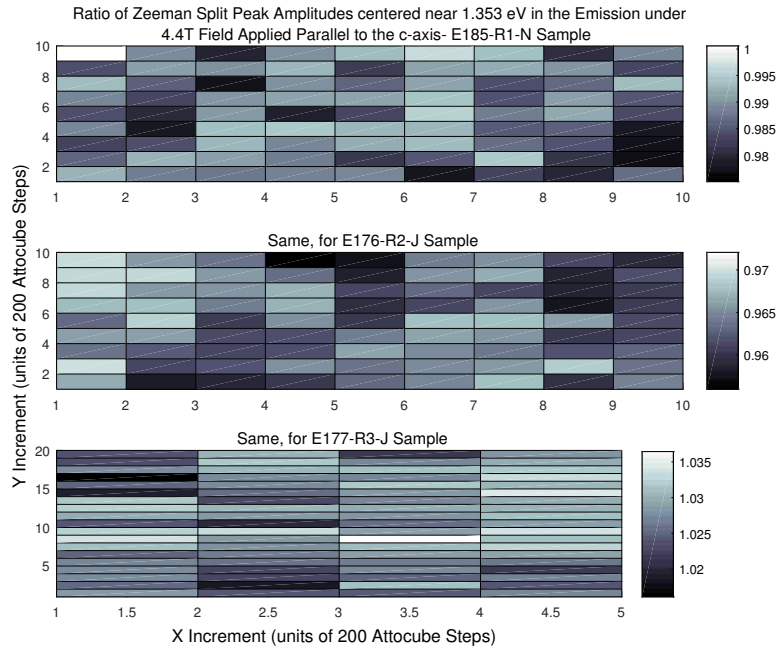 Ratio of Zeeman Split Peak Amplitudes centered near 1.353 eV in the Emission under
4.4T Field Applied Parallel to the c-axis- E185-R1-N Sample
10
8
6
4
2
1 2 3 4 5 6 7 8 9 10
1
0.995
0.99
0.985
0.98
Same, for E176-R2-J Sample
10
8
6
4
2
1 2 3 4 5 6 7 8 9 10
0.97
0.965
0.96
Same, for E177-R3-J Sample
20
15
10
5
1 1.5 2 2.5 3 3.5 4 4.5 5
1.035
1.03
1.025
1.02
Y Increment (units of 200 Attocube Steps)
X Increment (units of 200 Attocube Steps)